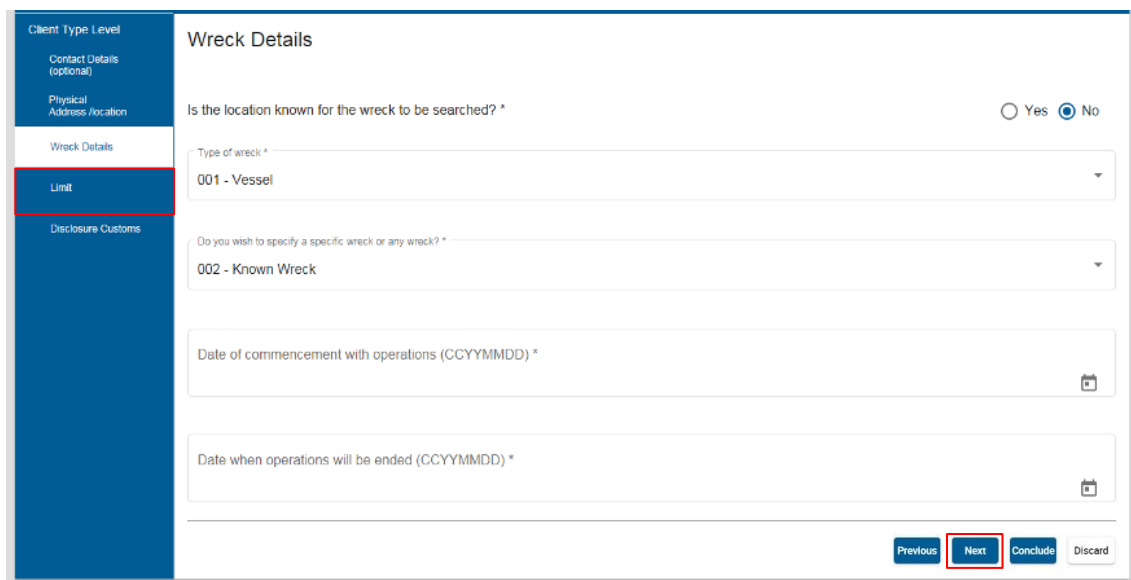 Client Type Level
Contact Details
(optional)
Physical
Address /location
Wreck Details
Limit
Disclosure Customs
Wreck Details
Is the location known for the wreck to be searched? *
Yes
No
Type of wreck *
001 - Vessel
Do you wish to specify a specific wreck or any wreck? *
002 - Known Wreck
Date of commencement with operations (CCYYMMDD) *
Date when operations will be ended (CCYYMMDD) *
Previous
Next
Conclude
Discard